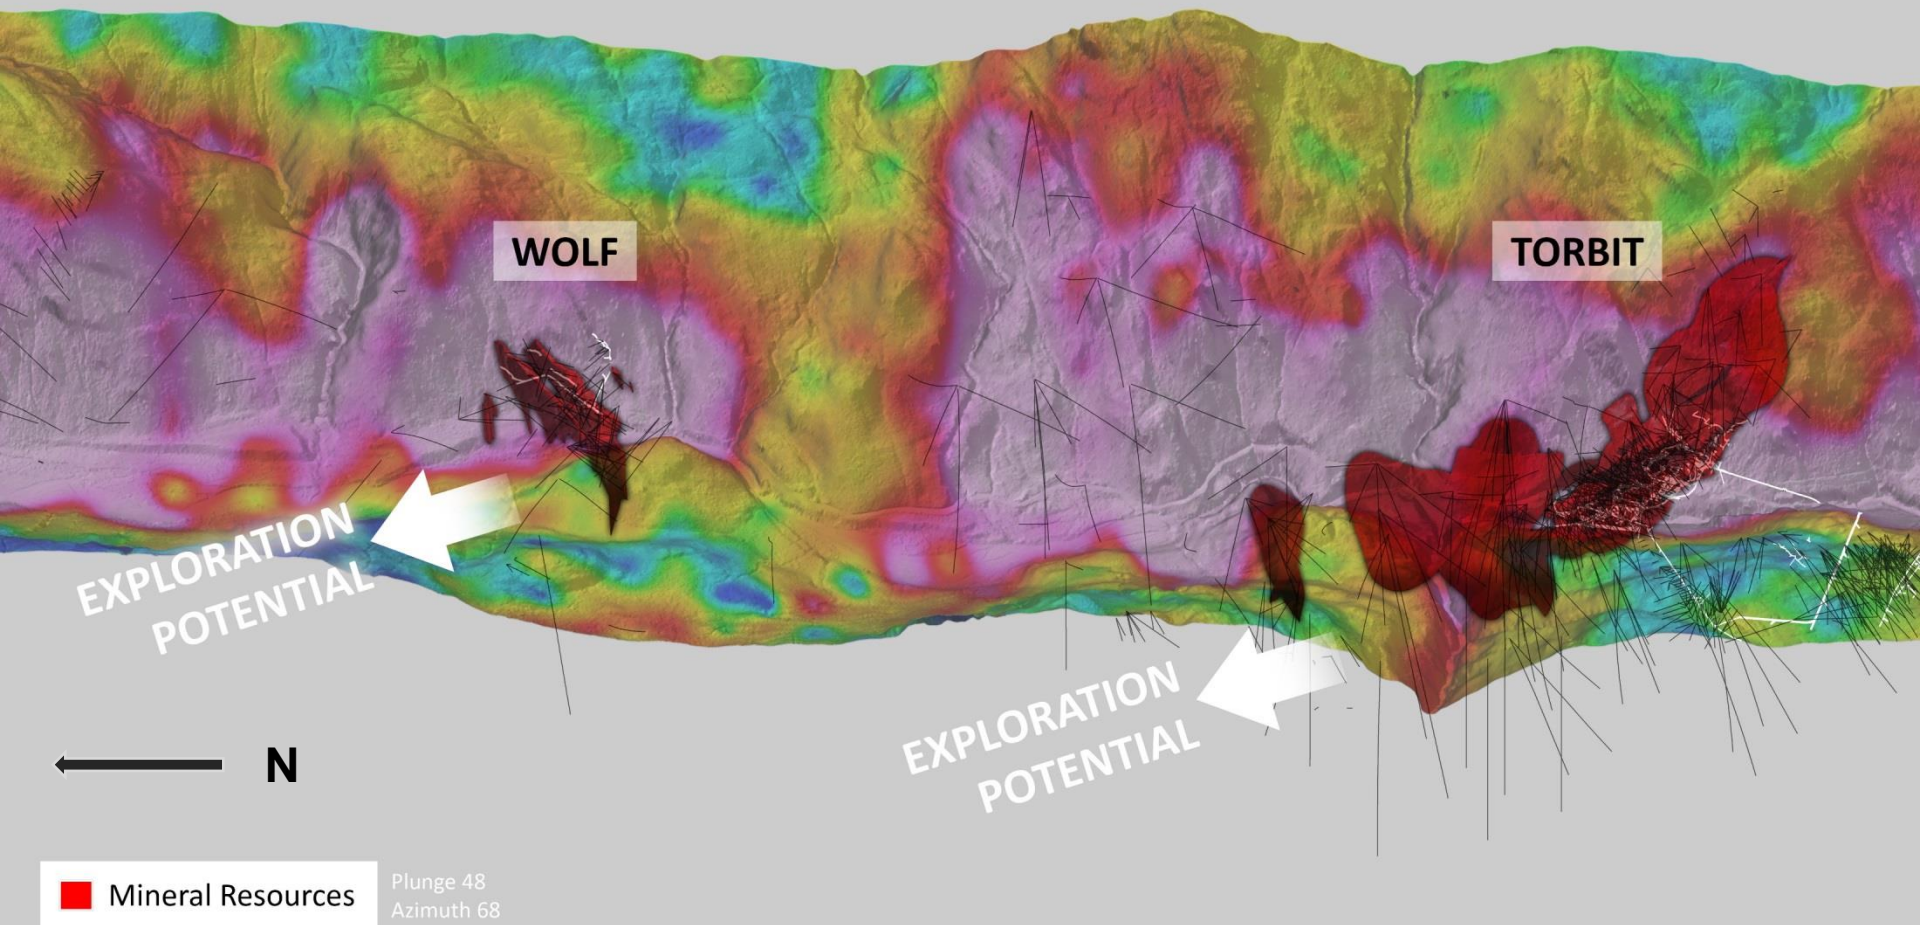 WOLF
TORBIT
EXPLORATION
POTENTIAL
EXPLORATION
POTENTIAL
N
Mineral Resources
Plunge 48
Azimuth 68